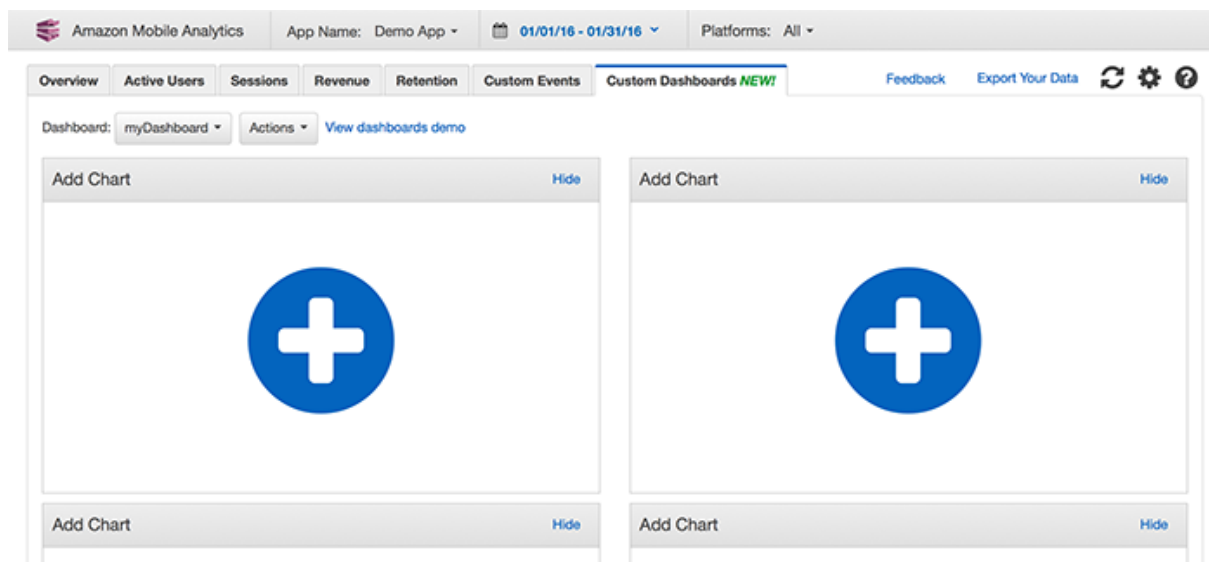 Amazon Mobile Analytics App Name: Demo App 01/01/16 - 01/31/16 Platforms: All
Overview Active Users Sessions Revenue Retention Custom Events Custom Dashboards NEW! Feedback Export Your Data
Dashboard: myDashboard Actions View dashboards demo
Add Chart Hide Add Chart Hide
Add Chart Hide Add Chart Hide